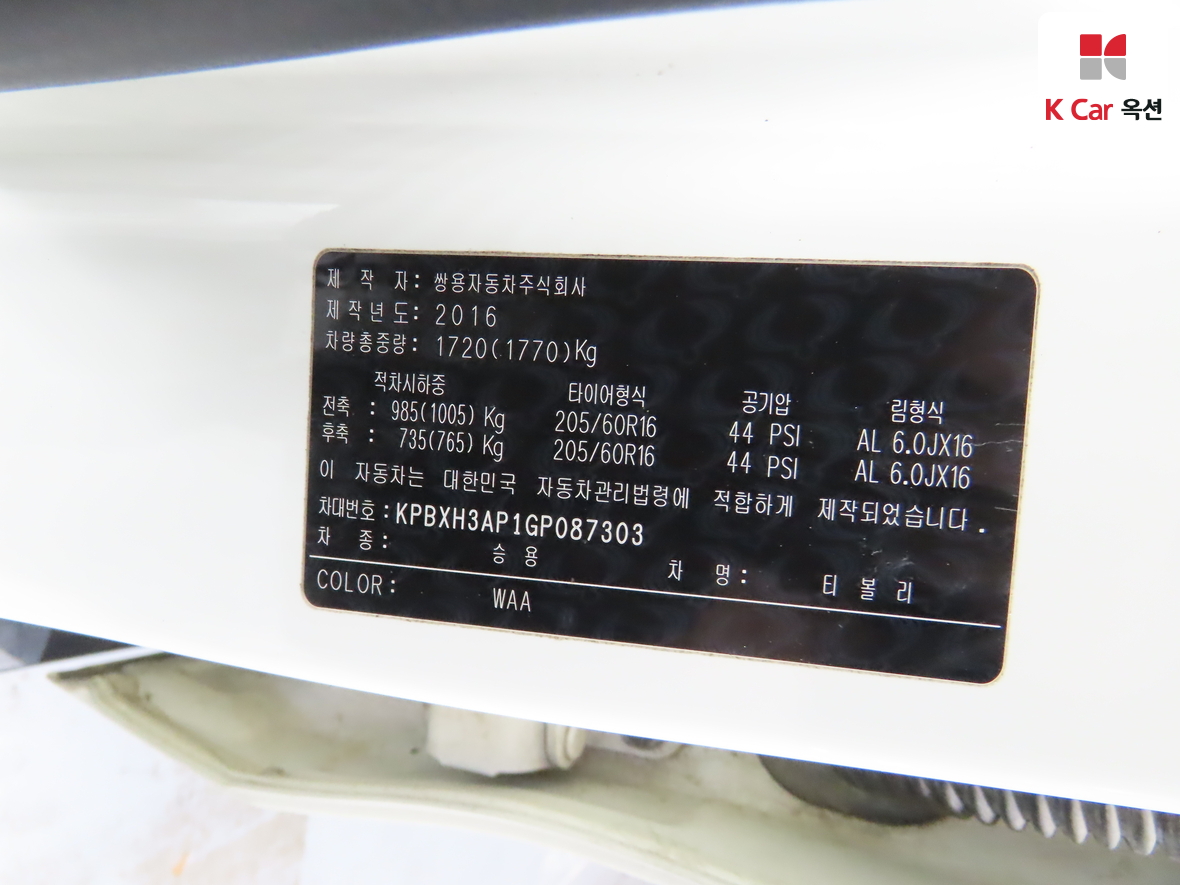 K Car 옥션
제 작 자: 쌍용자동차주식회사
제작년도: 2016
차량총중량: 1720(1770)Kg
적차시하중 타이어형식 공기압 림형식
전축 : 985(1005) Kg 205/60R16 44 PSI AL 6.0JX16
후축 : 735(765) Kg 205/60R16 44 PSI AL 6.0JX16
이 자동차는 대한민국 자동차관리법령에 적합하게 제작되었습니다.
차대번호:KPBXH3AP1GP087303
차 종: 승 용 차 명: 티 볼 리
COLOR: WAA